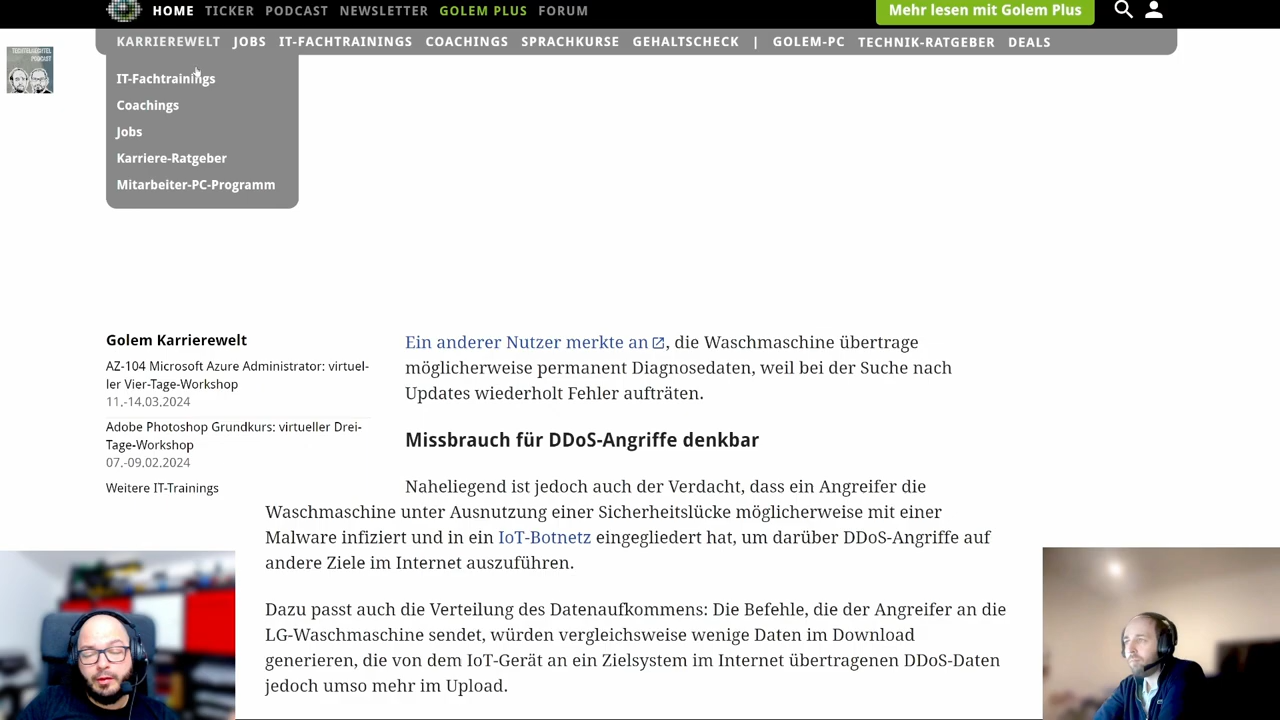 HOME TICKER PODCAST NEWSLETTER GOLEM PLUS FORUM
Mehr lesen mit Golem Plus
KARRIEREWELT JOBS IT-FACHTRAININGS COACHINGS SPRACHKURSE GEHALTSCHECK | GOLEM-PC TECHNIK-RATGEBER DEALS
IT-Fachtrainings
Coachings
Jobs
Karriere-Ratgeber
Mitarbeiter-PC-Programm
PODCAST
Golem Karrierewelt
AZ-104 Microsoft Azure Administrator: virtuel-
ler Vier-Tage-Workshop
11.-14.03.2024
Adobe Photoshop Grundkurs: virtueller Drei-
Tage-Workshop
07.-09.02.2024
Weitere IT-Trainings
Ein anderer Nutzer merkte an, die Waschmaschine übertrage
möglicherweise permanent Diagnosedaten, weil bei der Suche nach
Updates wiederholt Fehler aufträten.
Missbrauch für DDoS-Angriffe denkbar
Naheliegend ist jedoch auch der Verdacht, dass ein Angreifer die
Waschmaschine unter Ausnutzung einer Sicherheitslücke möglicherweise mit einer
Malware infiziert und in ein IoT-Botnetz eingegliedert hat, um darüber DDoS-Angriffe auf
andere Ziele im Internet auszuführen.
Dazu passt auch die Verteilung des Datenaufkommens: Die Befehle, die der Angreifer an die
LG-Waschmaschine sendet, würden vergleichsweise wenige Daten im Download
generieren, die von dem IoT-Gerät an ein Zielsystem im Internet übertragenen DDoS-Daten
jedoch umso mehr im Upload.